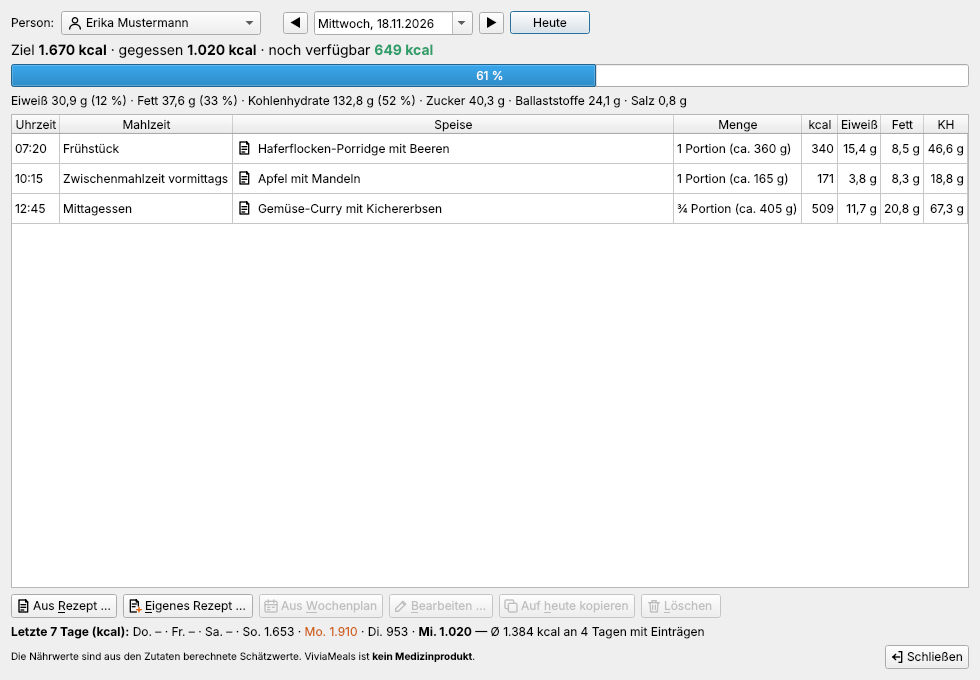 Person: Erika Mustermann Mittwoch, 18.11.2026 Heute
Ziel 1.670 kcal · gegessen 1.020 kcal · noch verfügbar 649 kcal
61 %
Eiweiß 30,9 g (12 %) · Fett 37,6 g (33 %) · Kohlenhydrate 132,8 g (52 %) · Zucker 40,3 g · Ballaststoffe 24,1 g · Salz 0,8 g
Uhrzeit Mahlzeit Speise Menge kcal Eiweiß Fett KH
07:20 Frühstück Haferflocken-Porridge mit Beeren 1 Portion (ca. 360 g) 340 15,4 g 8,5 g 46,6 g
10:15 Zwischenmahlzeit vormittags Apfel mit Mandeln 1 Portion (ca. 165 g) 171 3,8 g 8,3 g 18,8 g
12:45 Mittagessen Gemüse-Curry mit Kichererbsen ¾ Portion (ca. 405 g) 509 11,7 g 20,8 g 67,3 g
Aus Rezept ... Eigenes Rezept ... Aus Wochenplan Bearbeiten ... Auf heute kopieren Löschen
Letzte 7 Tage (kcal): Do. – · Fr. – · Sa. – · So. 1.653 · Mo. 1.910 · Di. 953 · Mi. 1.020 — Ø 1.384 kcal an 4 Tagen mit Einträgen
Die Nährwerte sind aus den Zutaten berechnete Schätzwerte. ViviaMeals ist kein Medizinprodukt. Schließen